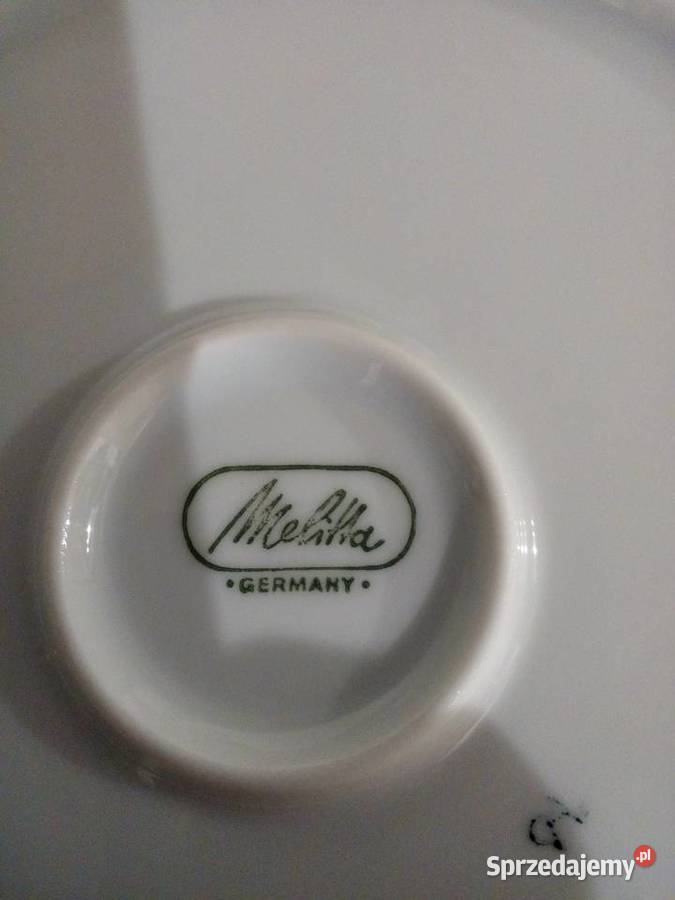 Melitta
• GERMANY •
Sprzedajemy.pl